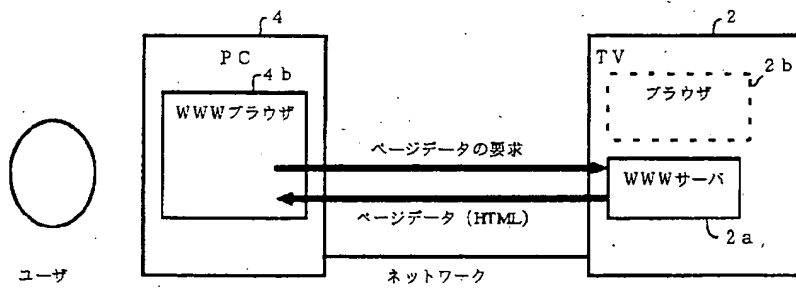 4
2
PC
TV
4b
2b
WWWブラウザ
ブラウザ
ページデータの要求
WWWサーバ
ページデータ (HTML)
2a
ユーザ
ネットワーク